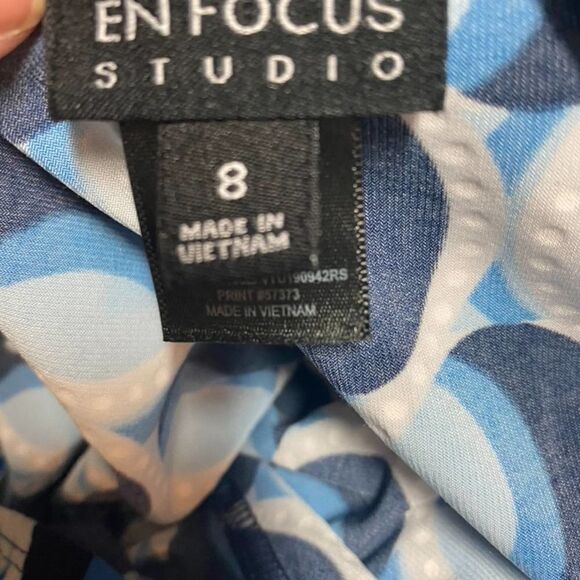 EN FOCUS
STUDIO
8
MADE IN
VIETNAM
PRINT #57373
MADE IN VIETNAM